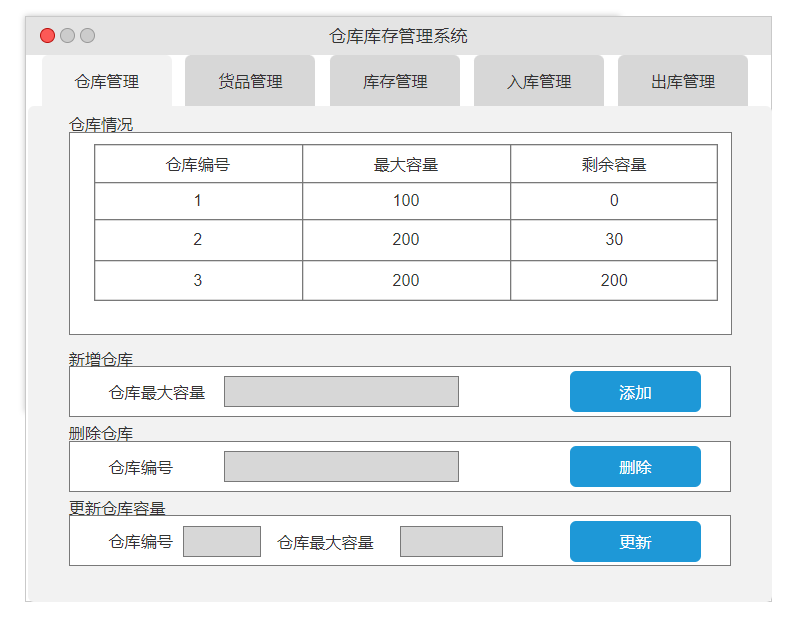 仓库库存管理系统
仓库管理 货品管理 库存管理 入库管理 出库管理
仓库情况
仓库编号 最大容量 剩余容量
1 100 0
2 200 30
3 200 200
新增仓库
仓库最大容量 添加
删除仓库
仓库编号 删除
更新仓库容量
仓库编号 仓库最大容量 更新